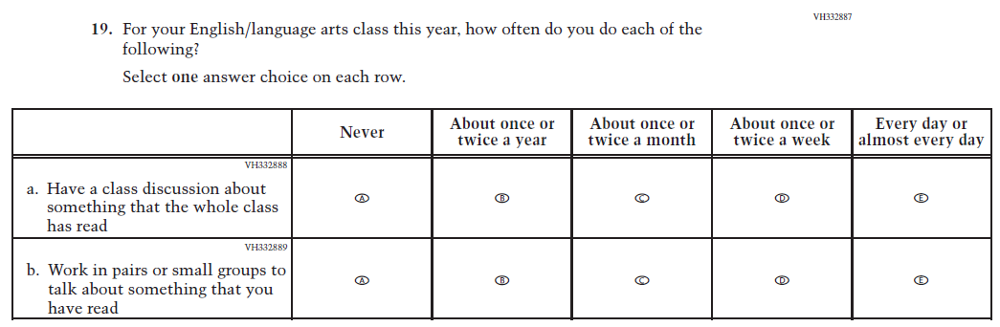 VH332887
19. For your English/language arts class this year, how often do you do each of the
following?
Select one answer choice on each row.
Never
About once or
twice a year
About once or
twice a month
About once or
twice a week
Every day or
almost every day
VH332888
a. Have a class discussion about
something that the whole class
has read
A B C D E
VH332889
b. Work in pairs or small groups to
talk about something that you
have read
A B C D E